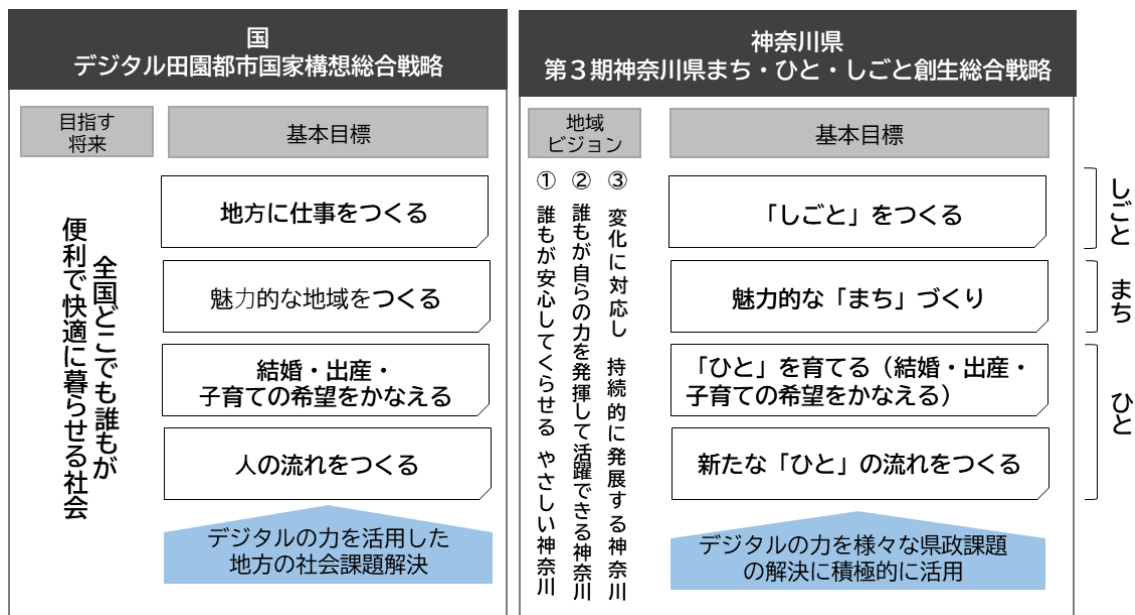 国
デジタル田園都市国家構想総合戦略
目指す
将来
基本目標
全国どこでも誰もが
便利で快適に暮らせる社会
地方に仕事をつくる
魅力的な地域をつくる
結婚・出産・
子育ての希望をかなえる
人の流れをつくる
デジタルの力を活用した
地方の社会課題解決
神奈川県
第３期神奈川県まち・ひと・しごと創生総合戦略
地域
ビジョン
基本目標
① 誰もが安心してくらせる やさしい神奈川
② 誰もが自らの力を発揮して活躍できる神奈川
③ 変化に対応し 持続的に発展する神奈川
「しごと」をつくる
魅力的な「まち」づくり
「ひと」を育てる（結婚・出産・
子育ての希望をかなえる）
新たな「ひと」の流れをつくる
デジタルの力を様々な県政課題
の解決に積極的に活用
しごと
まち
ひと